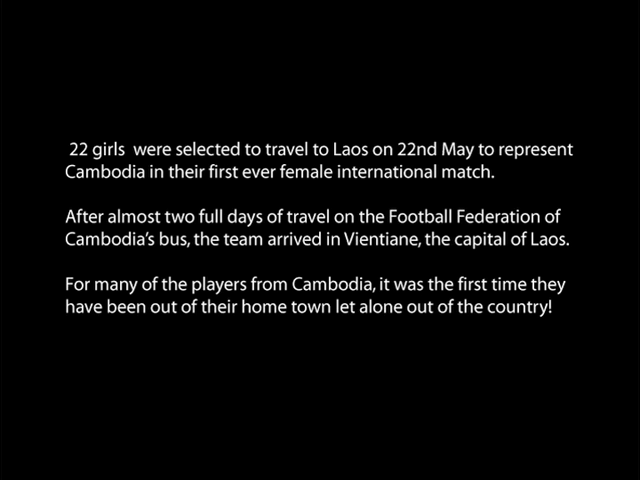 22 girls  were selected to travel to Laos on 22nd May to represent
Cambodia in their first ever female international match.
After almost two full days of travel on the Football Federation of
Cambodia's bus, the team arrived in Vientiane, the capital of Laos.
For many of the players from Cambodia, it was the first time they
have been out of their home town let alone out of the country!